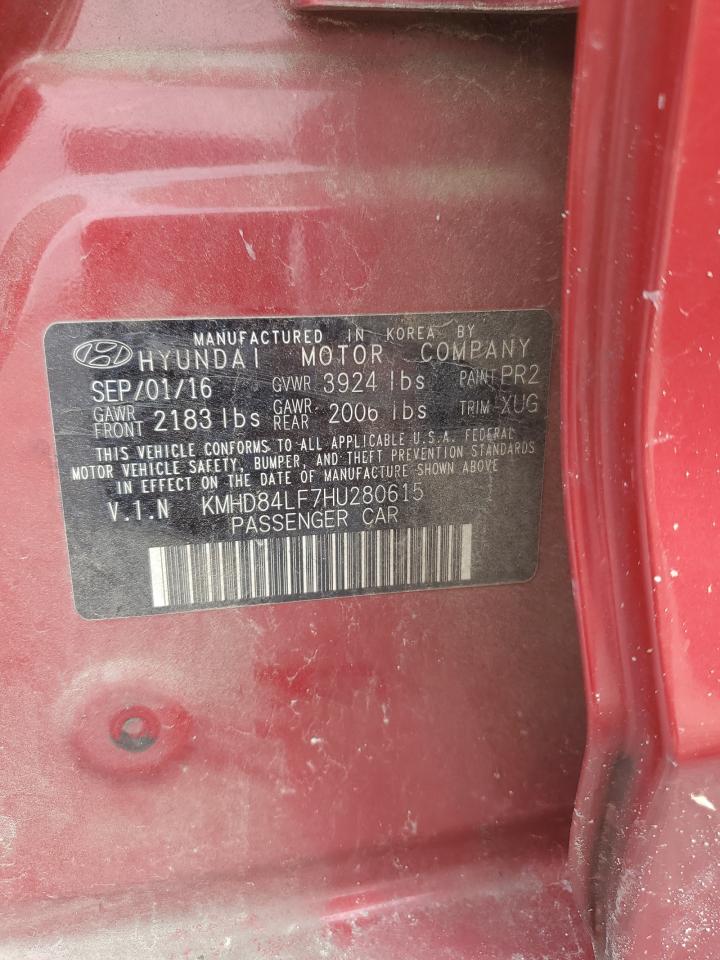 MANUFACTURED IN KOREA BY
HYUNDAI MOTOR COMPANY
SEP/01/16 GVWR 3924 lbs PAINT PR2
GAWR FRONT 2183 lbs GAWR REAR 2006 lbs TRIM XUG
THIS VEHICLE CONFORMS TO ALL APPLICABLE U.S.A. FEDERAL
MOTOR VEHICLE SAFETY, BUMPER, AND THEFT PREVENTION STANDARDS
IN EFFECT ON THE DATE OF MANUFACTURE SHOWN ABOVE
V.I.N KMHD84LF7HU280615
PASSENGER CAR